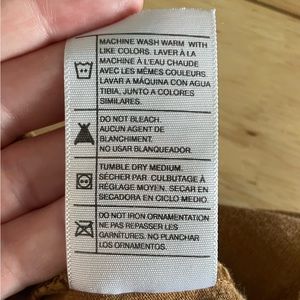 MACHINE WASH WARM WITH
LIKE COLORS. LAVER À LA
MACHINE À L'EAU CHAUDE
AVEC LES MÊMES COULEURS.
LAVAR A MÁQUINA CON AGUA
TIBIA, JUNTO A COLORES
SIMILARES.
DO NOT BLEACH.
AUCUN AGENT DE
BLANCHIMENT.
NO USAR BLANQUEADOR.
TUMBLE DRY MEDIUM.
SÉCHER PAR CULBUTAGE À
RÉGLAGE MOYEN. SECAR EN
SECADORA EN CICLO MEDIO.
DO NOT IRON ORNAMENTATION
NE PAS REPASSER LES
GARNITURES. NO PLANCHAR
LOS ORNAMENTOS.